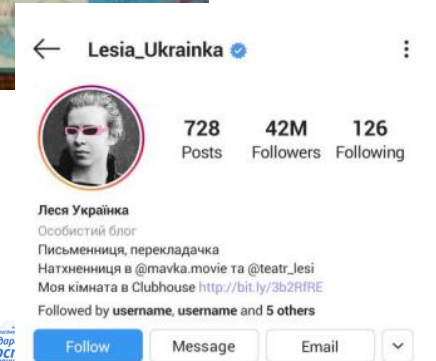 Lesia_Ukrainka
728 42M 126
Posts Followers Following
Леся Українка
Особистий блог
Письменниця, перекладачка
Натхненниця в @mavka.movie та @teatr_lesi
Моя кімната в Clubhouse http://bit.ly/3b2RfRE
Followed by username, username and 5 others
Follow Message Email